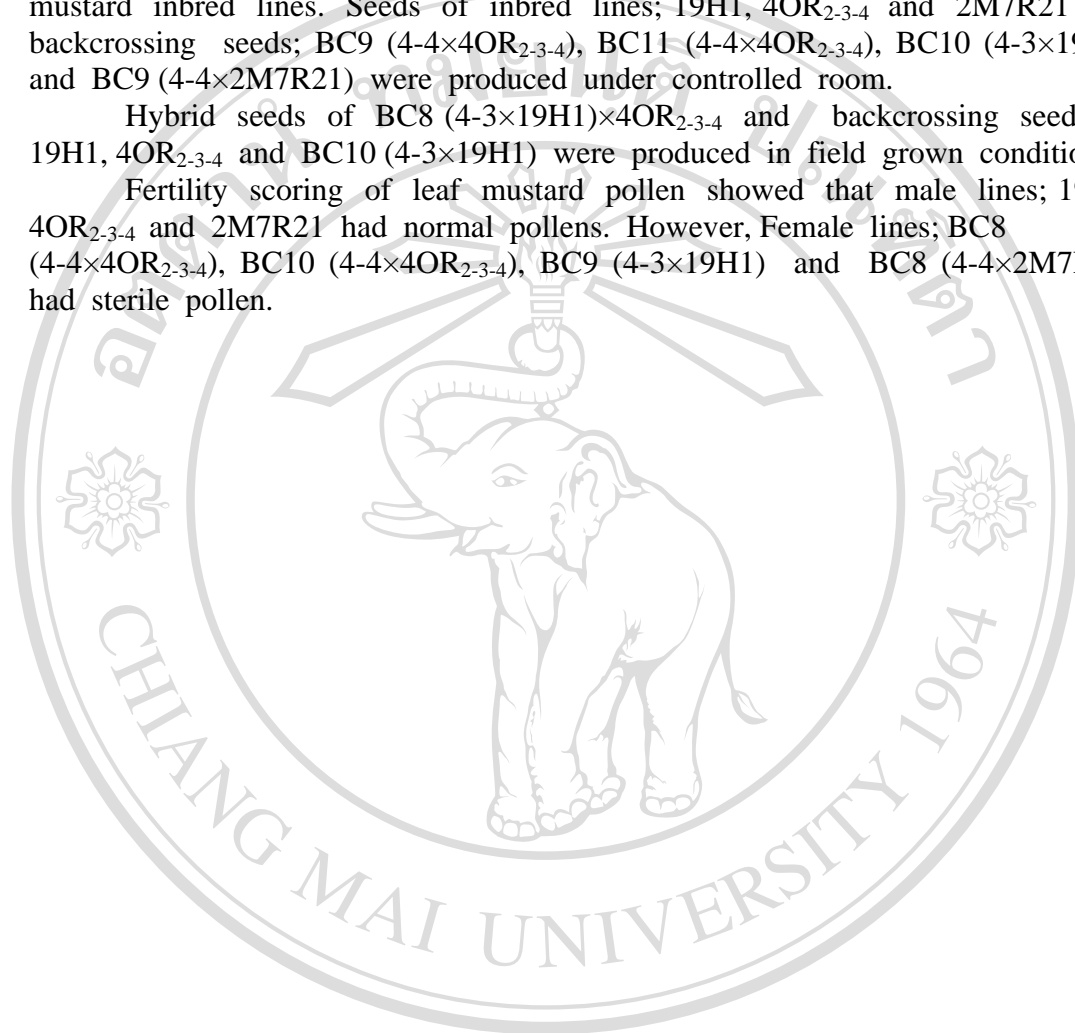 mustard inbred lines. Seeds of inbred lines; 19H1, 4OR2-3-4 and 2M7R21
backcrossing seeds; BC9 (4-4×4OR2-3-4), BC11 (4-4×4OR2-3-4), BC10 (4-3×19
and BC9 (4-4×2M7R21) were produced under controlled room.
Hybrid seeds of BC8 (4-3×19H1)×4OR2-3-4 and backcrossing seed
19H1, 4OR2-3-4 and BC10 (4-3×19H1) were produced in field grown conditio
Fertility scoring of leaf mustard pollen showed that male lines; 1
4OR2-3-4 and 2M7R21 had normal pollens. However, Female lines; BC8
(4-4×4OR2-3-4), BC10 (4-4×4OR2-3-4), BC9 (4-3×19H1) and BC8 (4-4×2M7
had sterile pollen.
CHIANG MAI UNIVERSITY 1964